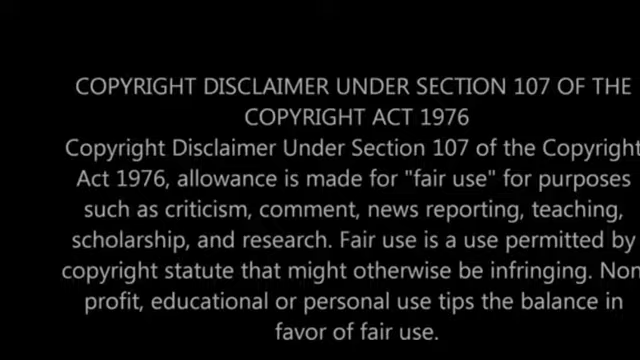 COPYRIGHT DISCLAIMER UNDER SECTION 107 OF THE
COPYRIGHT ACT 1976
Copyright Disclaimer Under Section 107 of the Copyright
Act 1976, allowance is made for "fair use" for purposes
such as criticism, comment, news reporting, teaching,
scholarship, and research. Fair use is a use permitted by
copyright statute that might otherwise be infringing. Non
profit, educational or personal use tips the balance in
favor of fair use.